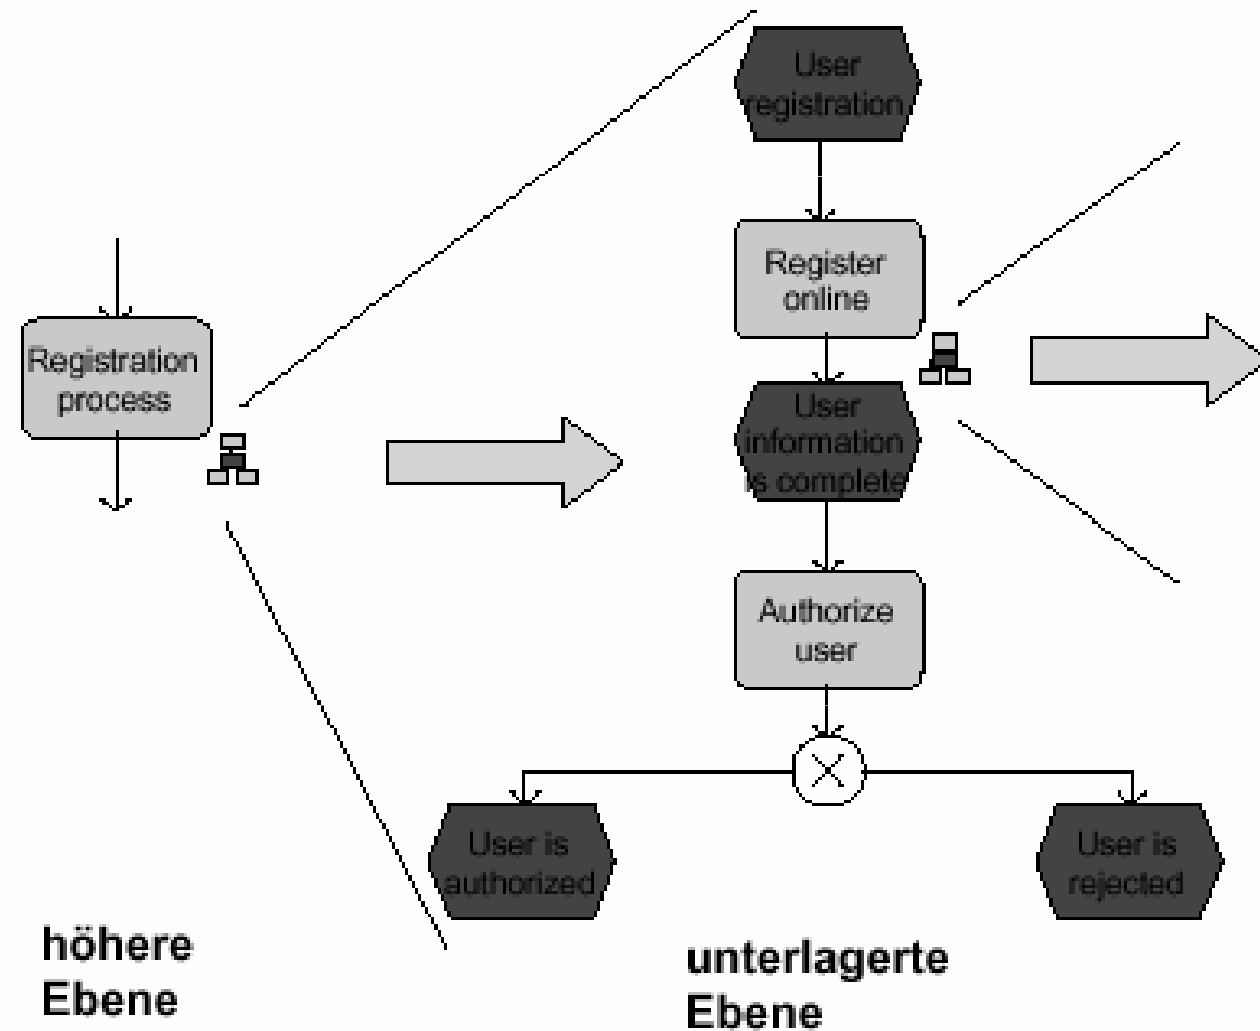 User
registration
Register
online
Registration
process
User
information
is complete
Authorize
user
User is
authorized
User is
rejected
höhere
Ebene
unterlagerte
Ebene